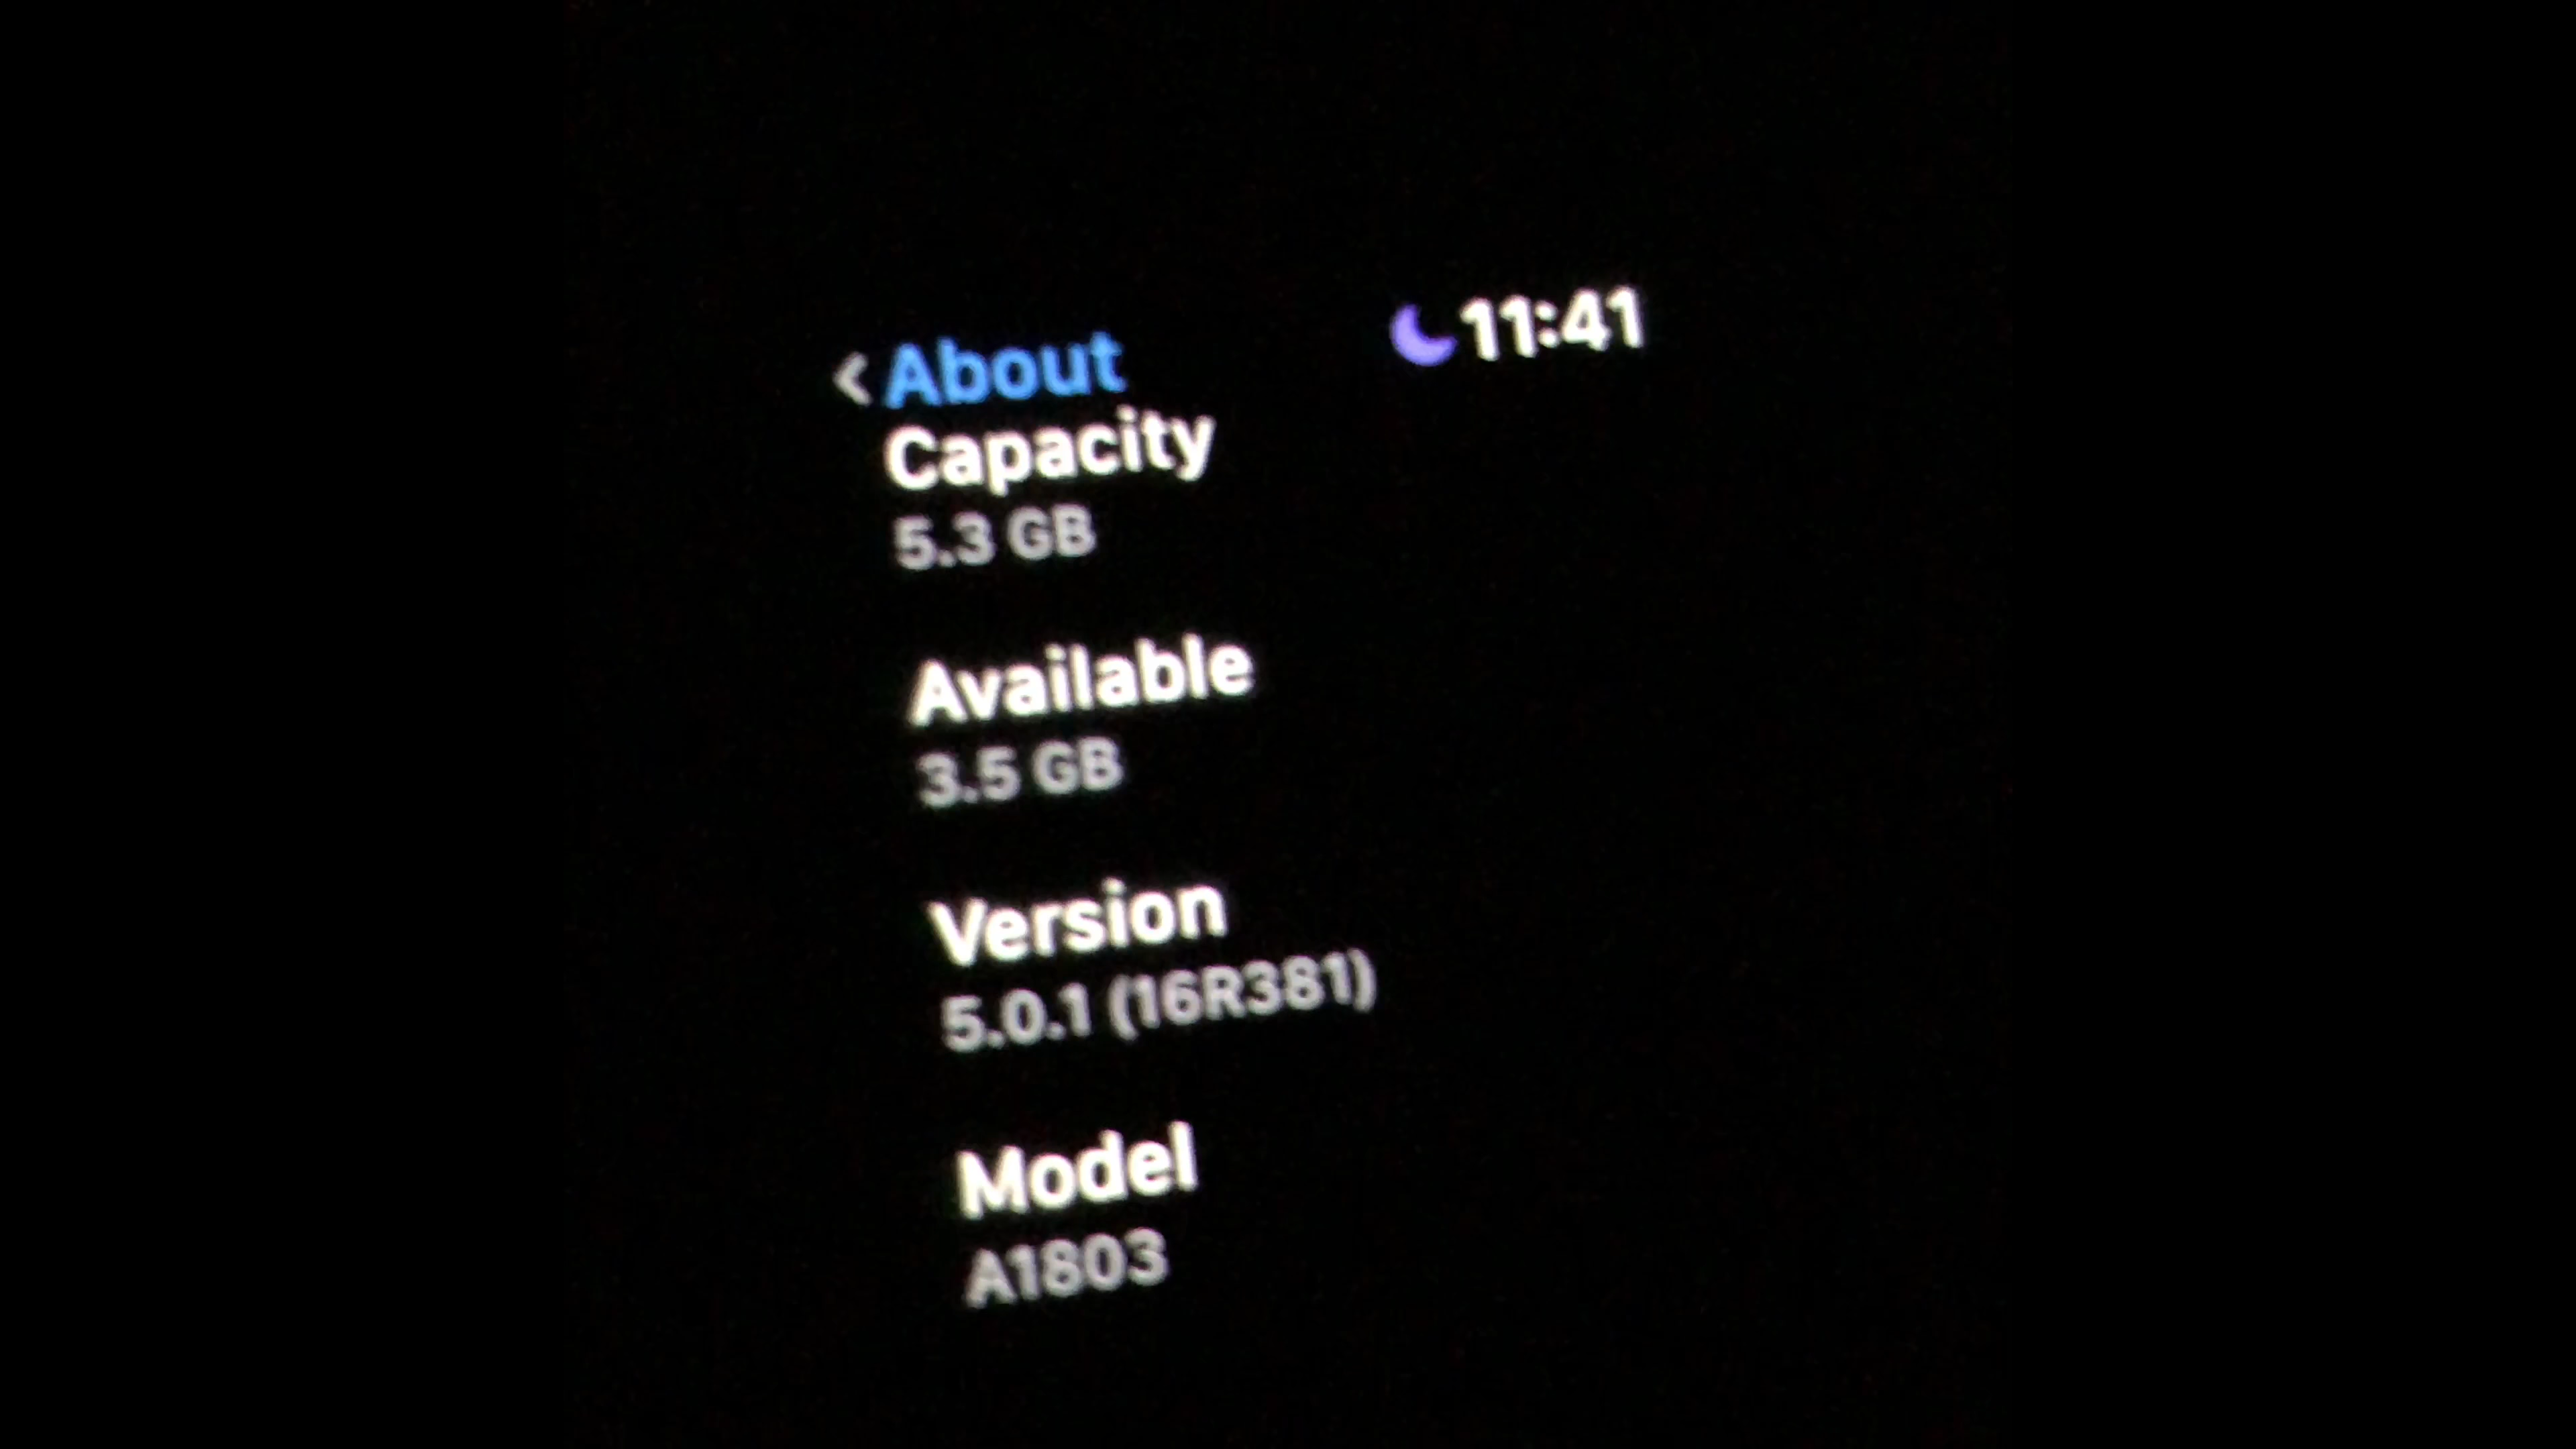 < About 11:41
Capacity
5.3 GB
Available
3.5 GB
Version
5.0.1 (16R381)
Model
A1803